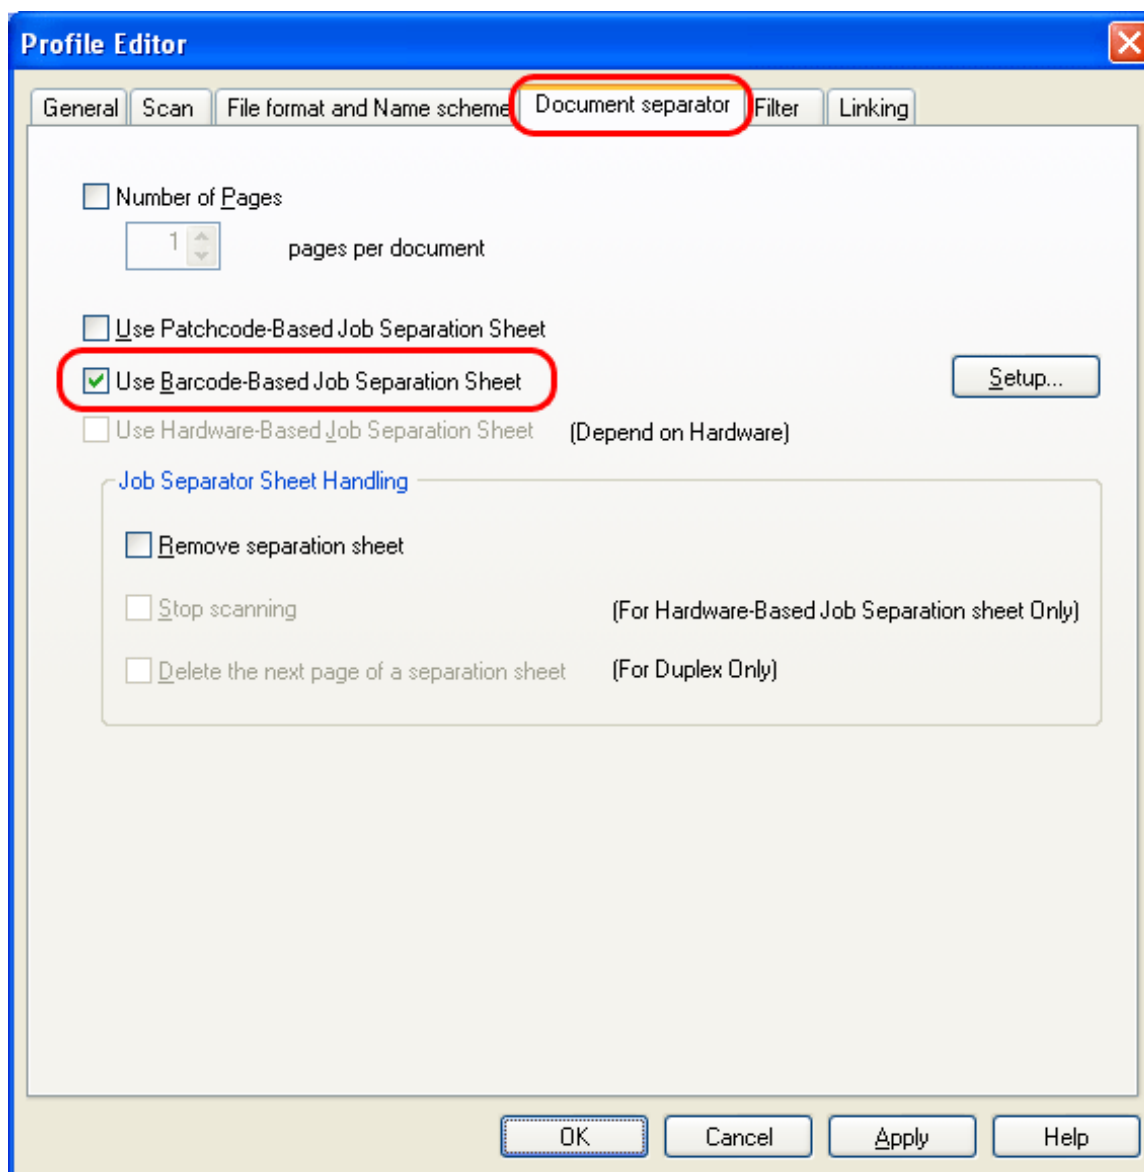 Profile Editor
General Scan File format and Name scheme Document separator Filter Linking
Number of Pages
1 pages per document
Use Patchcode-Based Job Separation Sheet
Use Barcode-Based Job Separation Sheet Setup...
Use Hardware-Based Job Separation Sheet (Depend on Hardware)
Job Separator Sheet Handling
Remove separation sheet
Stop scanning (For Hardware-Based Job Separation sheet Only)
Delete the next page of a separation sheet (For Duplex Only)
OK Cancel Apply Help